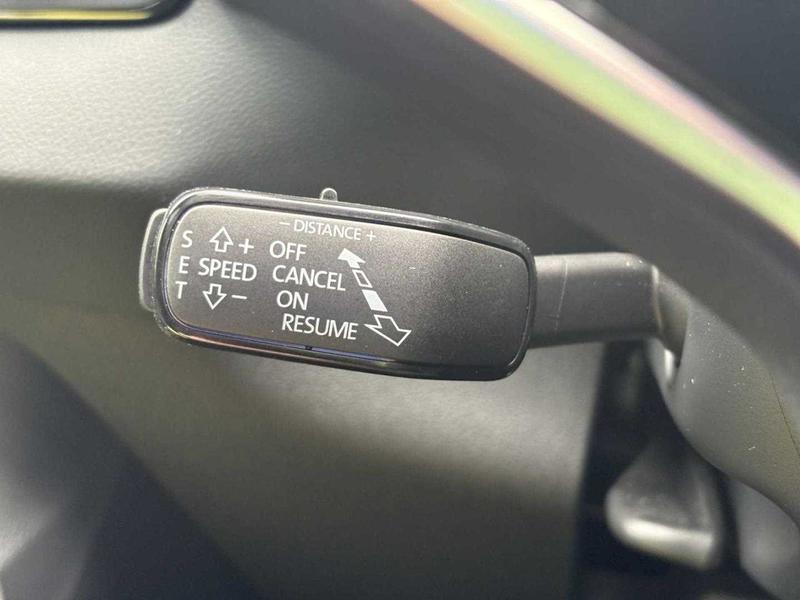 - DISTANCE +
S + OFF
E SPEED CANCEL
T - ON
RESUME